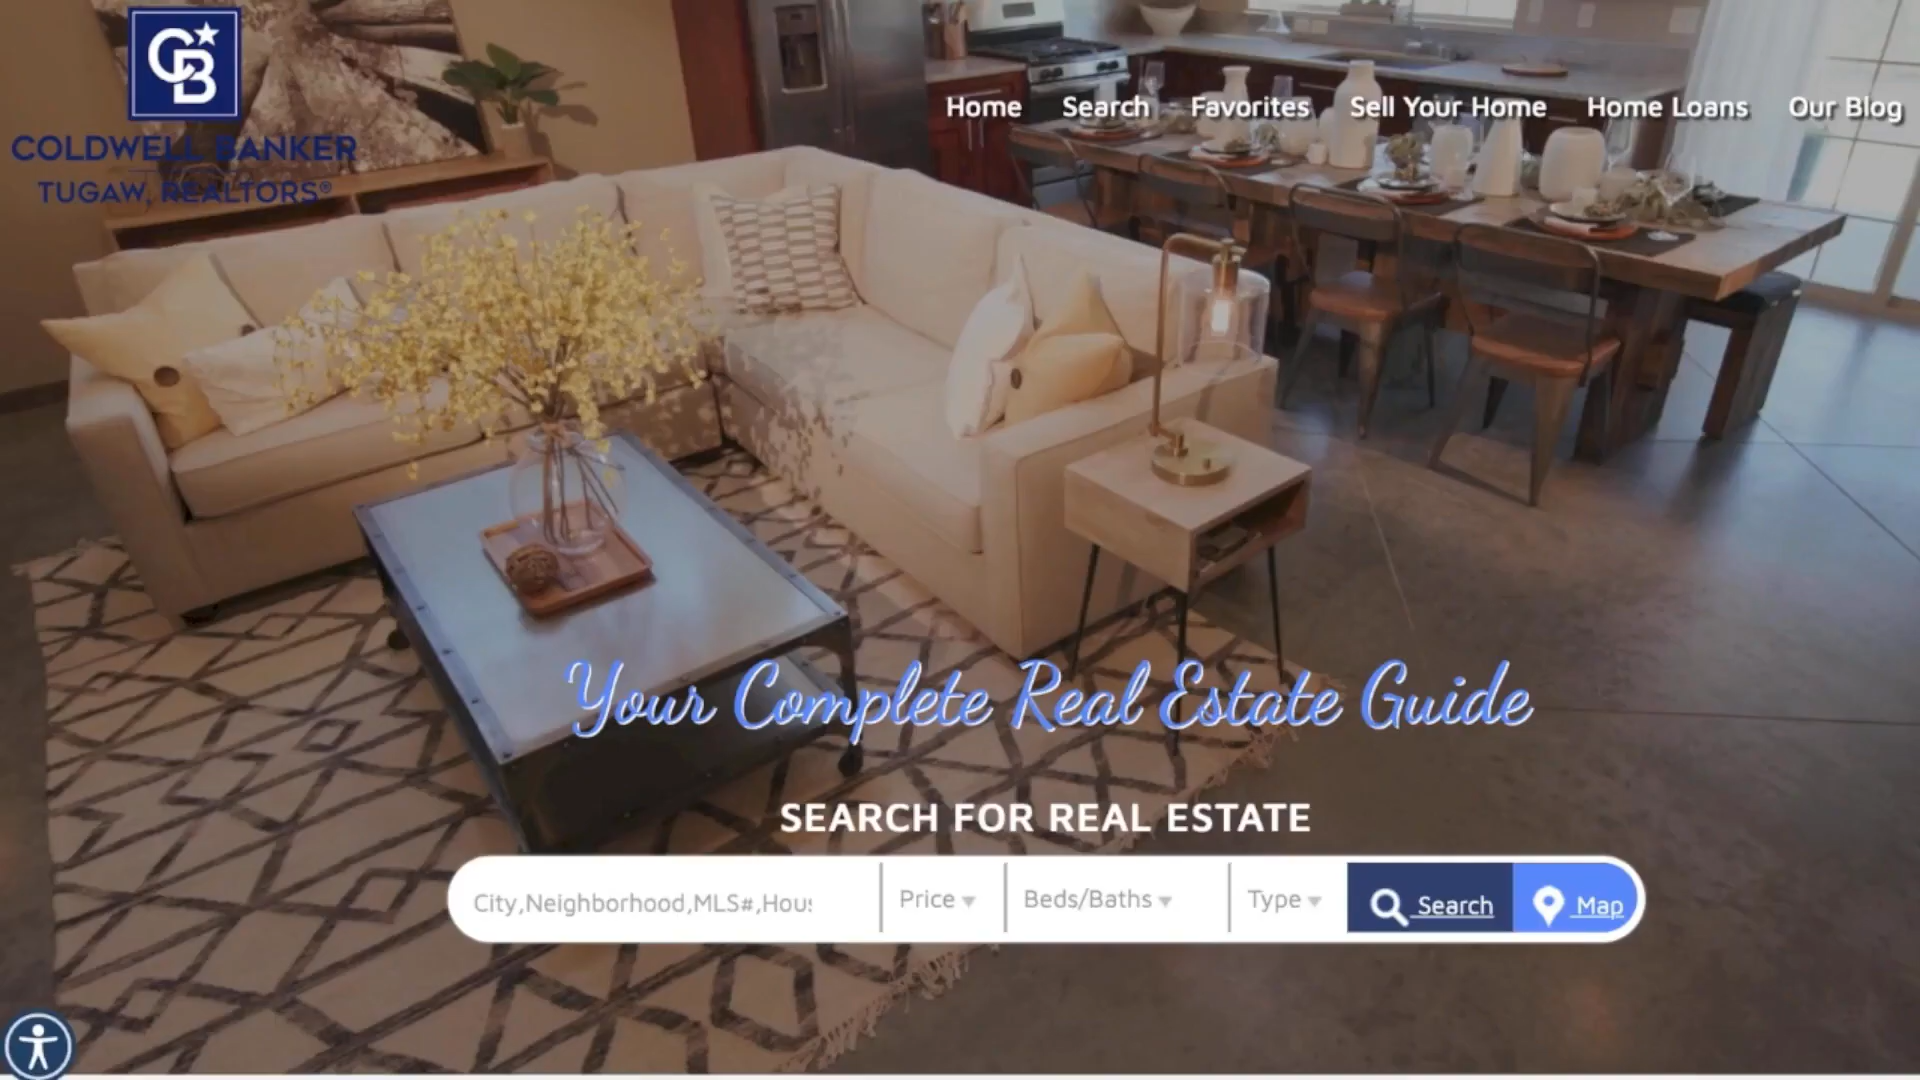 CB
COLDWELL BANKER
TUGAW, REALTORS®
Home Search Favorites Sell Your Home Home Loans Our Blog
Your Complete Real Estate Guide
SEARCH FOR REAL ESTATE
City,Neighborhood,MLS#,Hous Price Beds/Baths Type Search Map